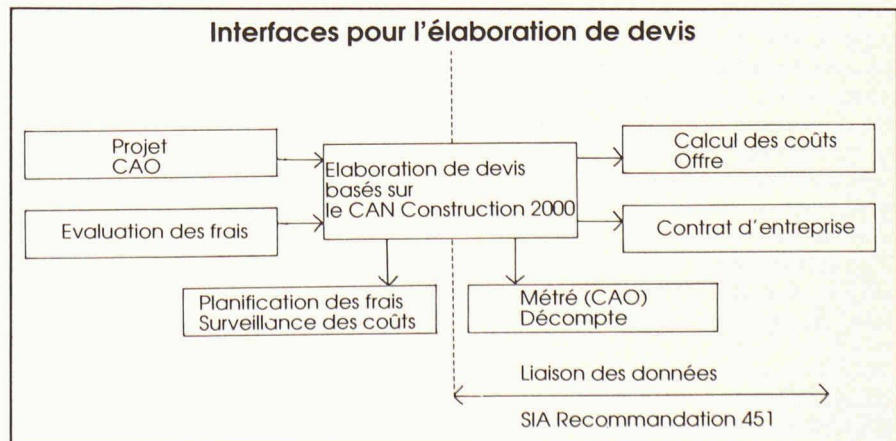 Interfaces pour l'élaboration de devis
Projet
CAO
Evaluation des frais
Elaboration de devis
basés sur
le CAN Construction 2000
Calcul des coûts
Offre
Contrat d'entreprise
Planification des frais
Surveillance des coûts
Métré (CAO)
Décompte
Liaison des données
SIA Recommandation 451